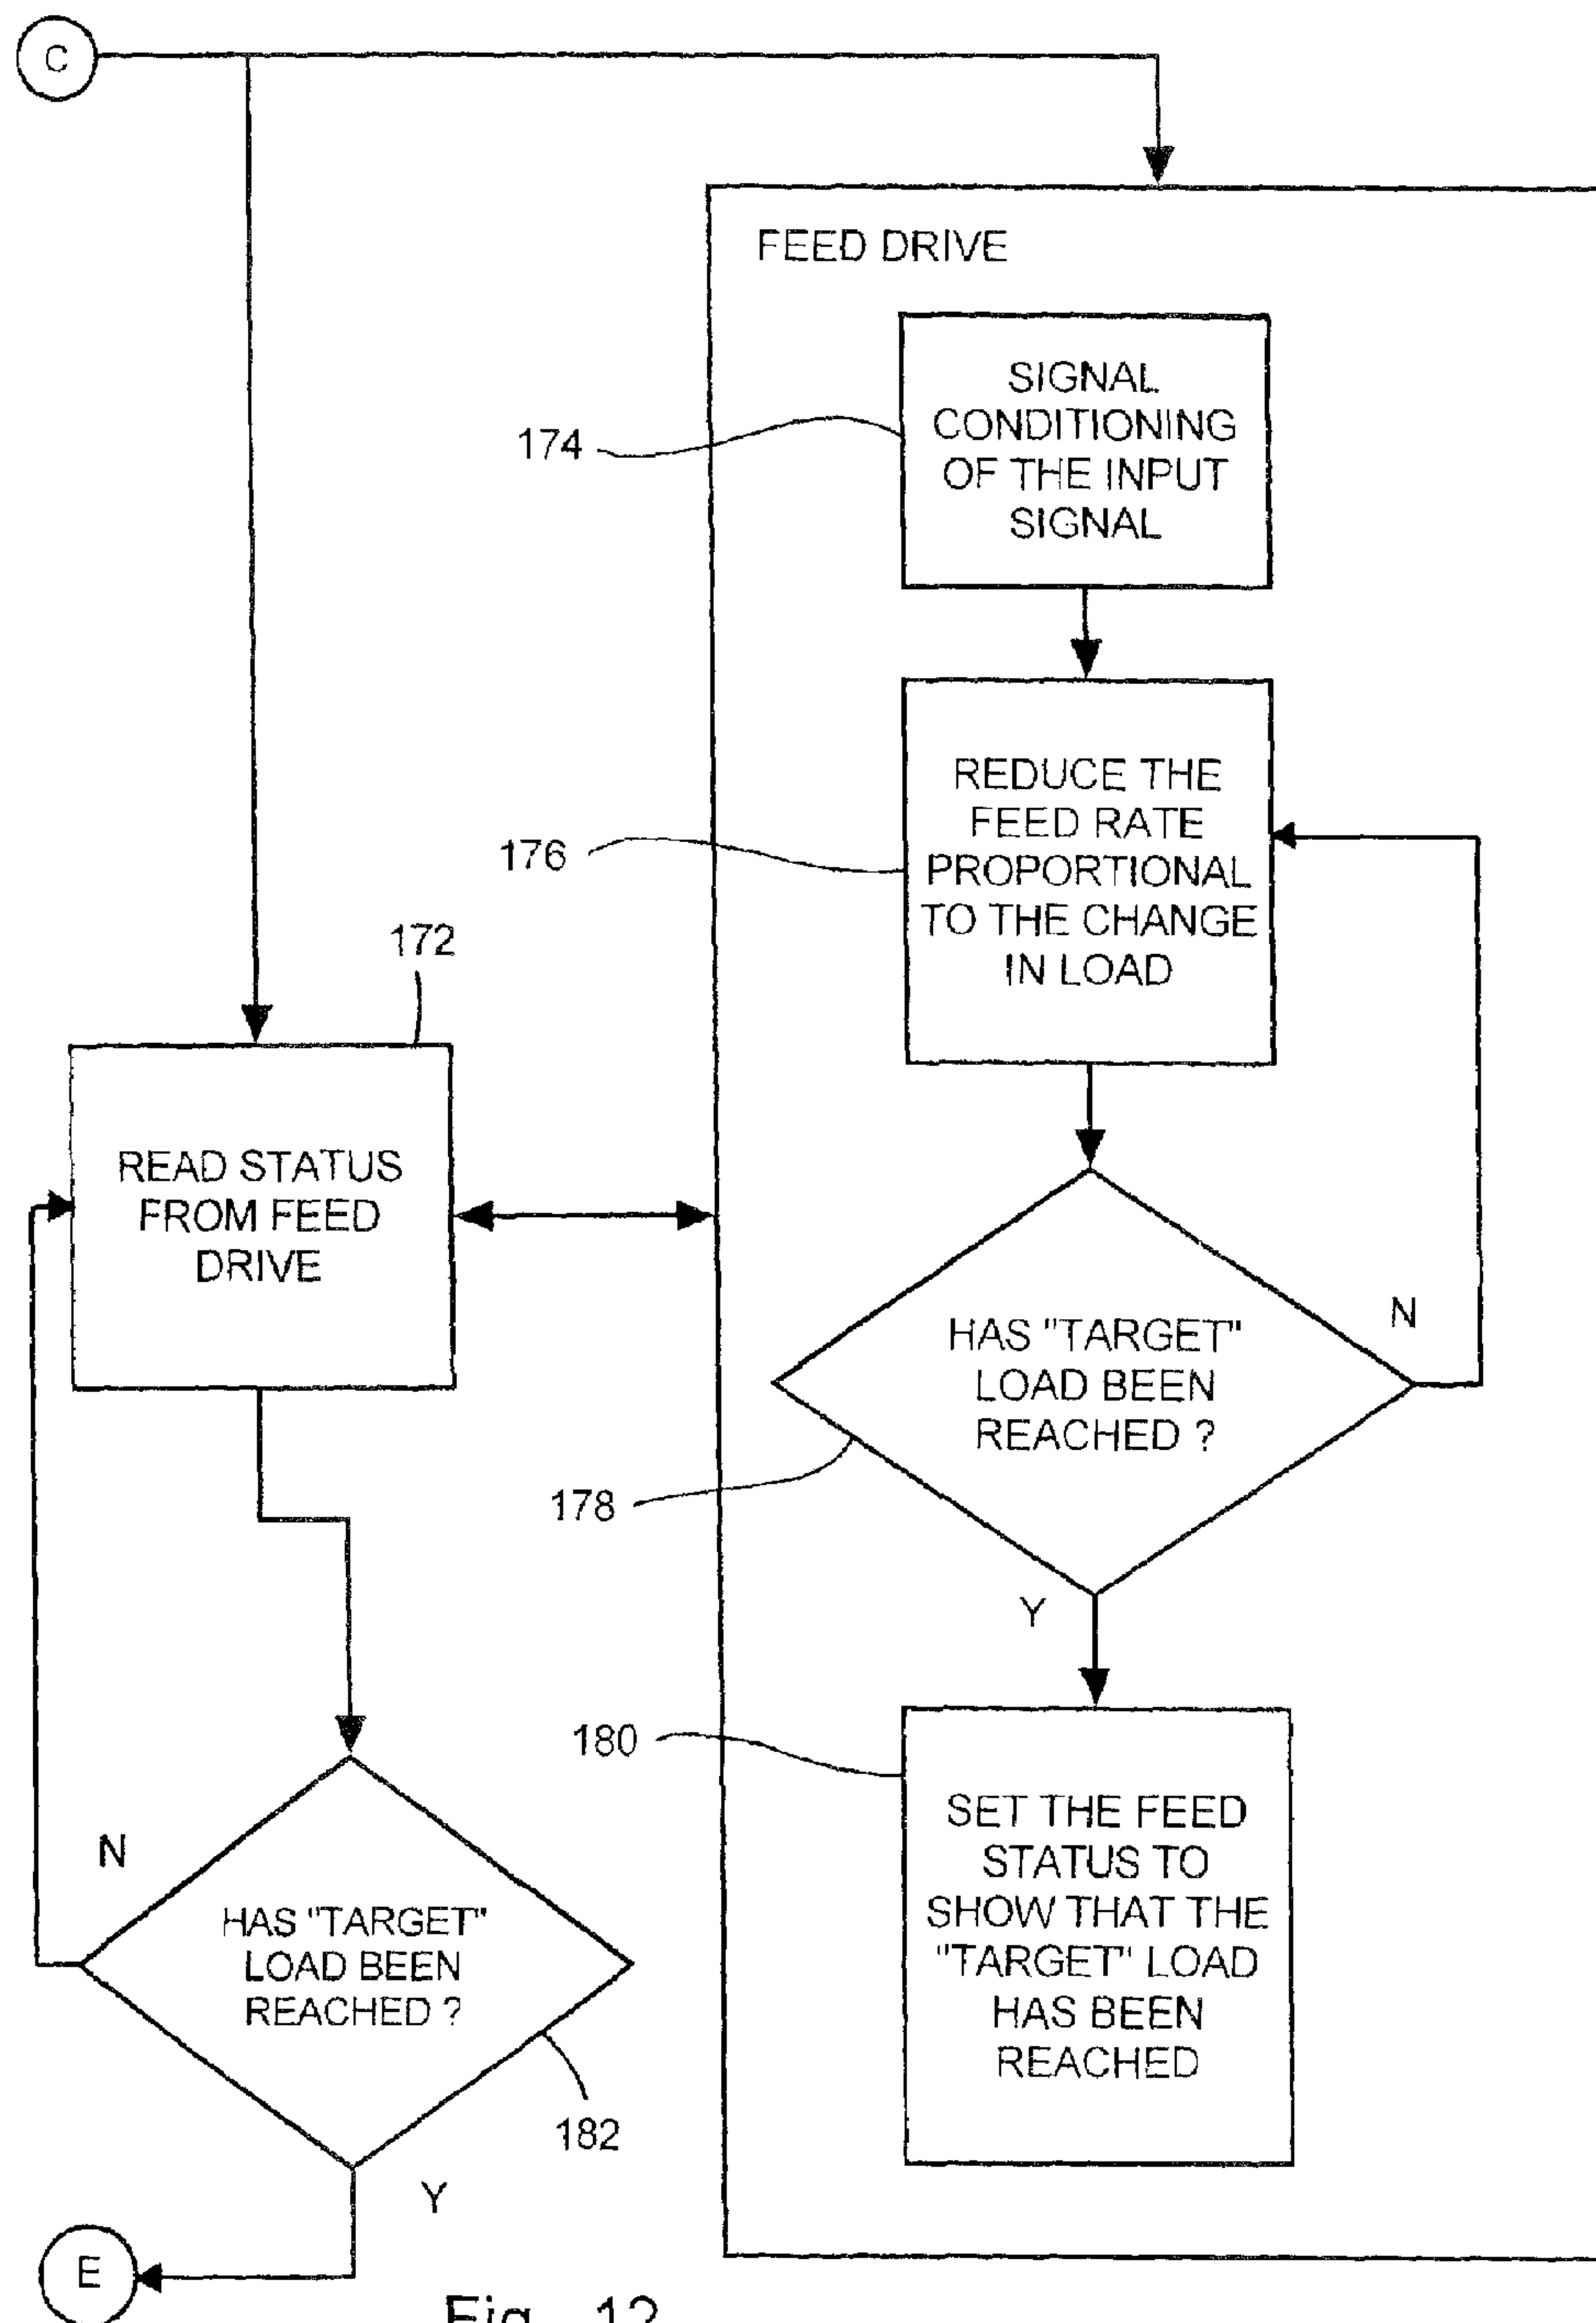 C
FEED DRIVE
SIGNAL
CONDITIONING
OF THE INPUT
SIGNAL
174
REDUCE THE
FEED RATE
PROPORTIONAL
TO THE CHANGE
IN LOAD
176
172
READ STATUS
FROM FEED
DRIVE
HAS "TARGET"
LOAD BEEN
REACHED ?
N
178
Y
180
SET THE FEED
STATUS TO
SHOW THAT THE
"TARGET" LOAD
HAS BEEN
REACHED
N
HAS "TARGET"
LOAD BEEN
REACHED ?
182
Y
E
Fig. 12